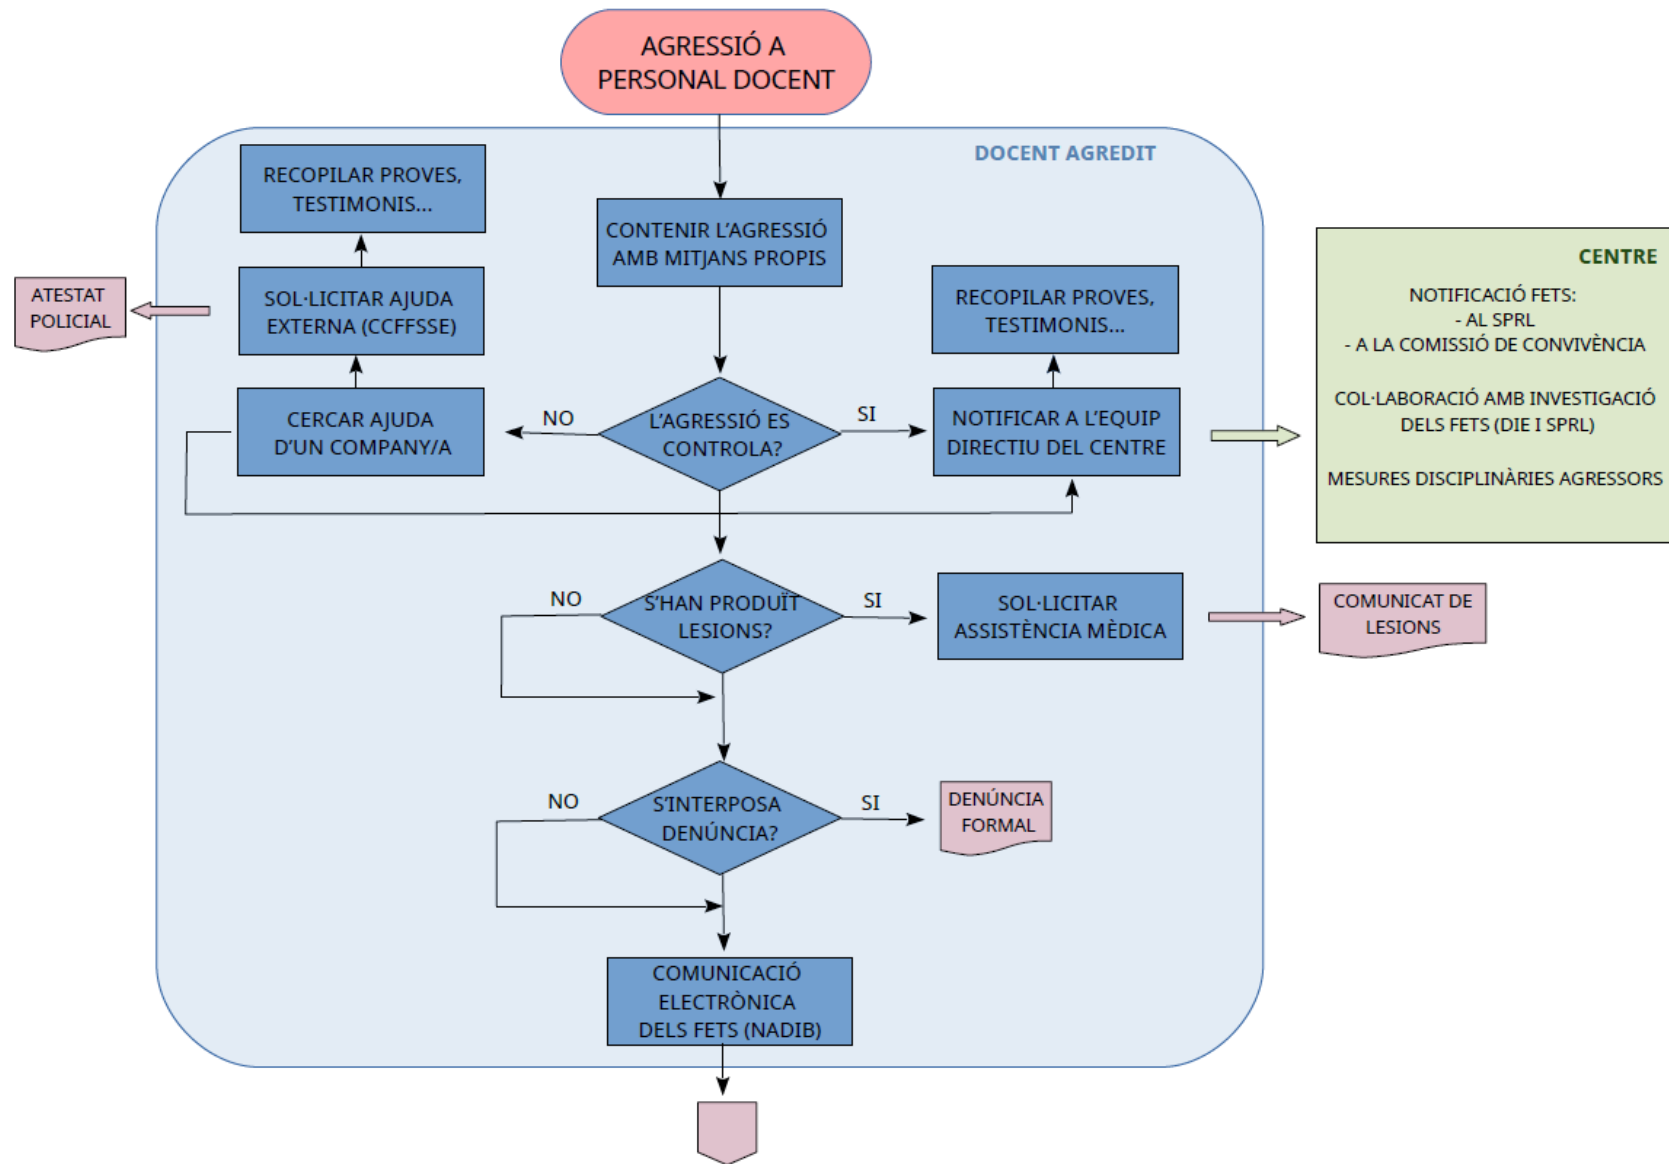 AGRESSIÓ A
PERSONAL DOCENT
DOCENT AGREDIT
RECOPILAR PROVES,
TESTIMONIS...
CONTENIR L'AGRESSIÓ
AMB MITJANS PROPIS
ATESTAT
POLICIAL
SOL·LICITAR AJUDA
EXTERNA (CCFFSSE)
RECOPILAR PROVES,
TESTIMONIS...
CENTRE
NOTIFICACIÓ FETS:
- AL SPRL
- A LA COMISSIÓ DE CONVIVÈNCIA
COL·LABORACIÓ AMB INVESTIGACIÓ
DELS FETS (DIE I SPRL)
MESURES DISCIPLINÀRIES AGRESSORS
CERCAR AJUDA
D'UN COMPANY/A
NO
L'AGRESSIÓ ES
CONTROLA?
SI
NOTIFICAR A L'EQUIP
DIRECTIU DEL CENTRE
NO
S'HAN PRODUÏT
LESIONS?
SI
SOL·LICITAR
ASSISTÈNCIA MÈDICA
COMUNICAT DE
LESIONS
NO
S'INTERPOSA
DENÚNCIA?
SI
DENÚNCIA
FORMAL
COMUNICACIÓ
ELECTRÒNICA
DELS FETS (NADIB)